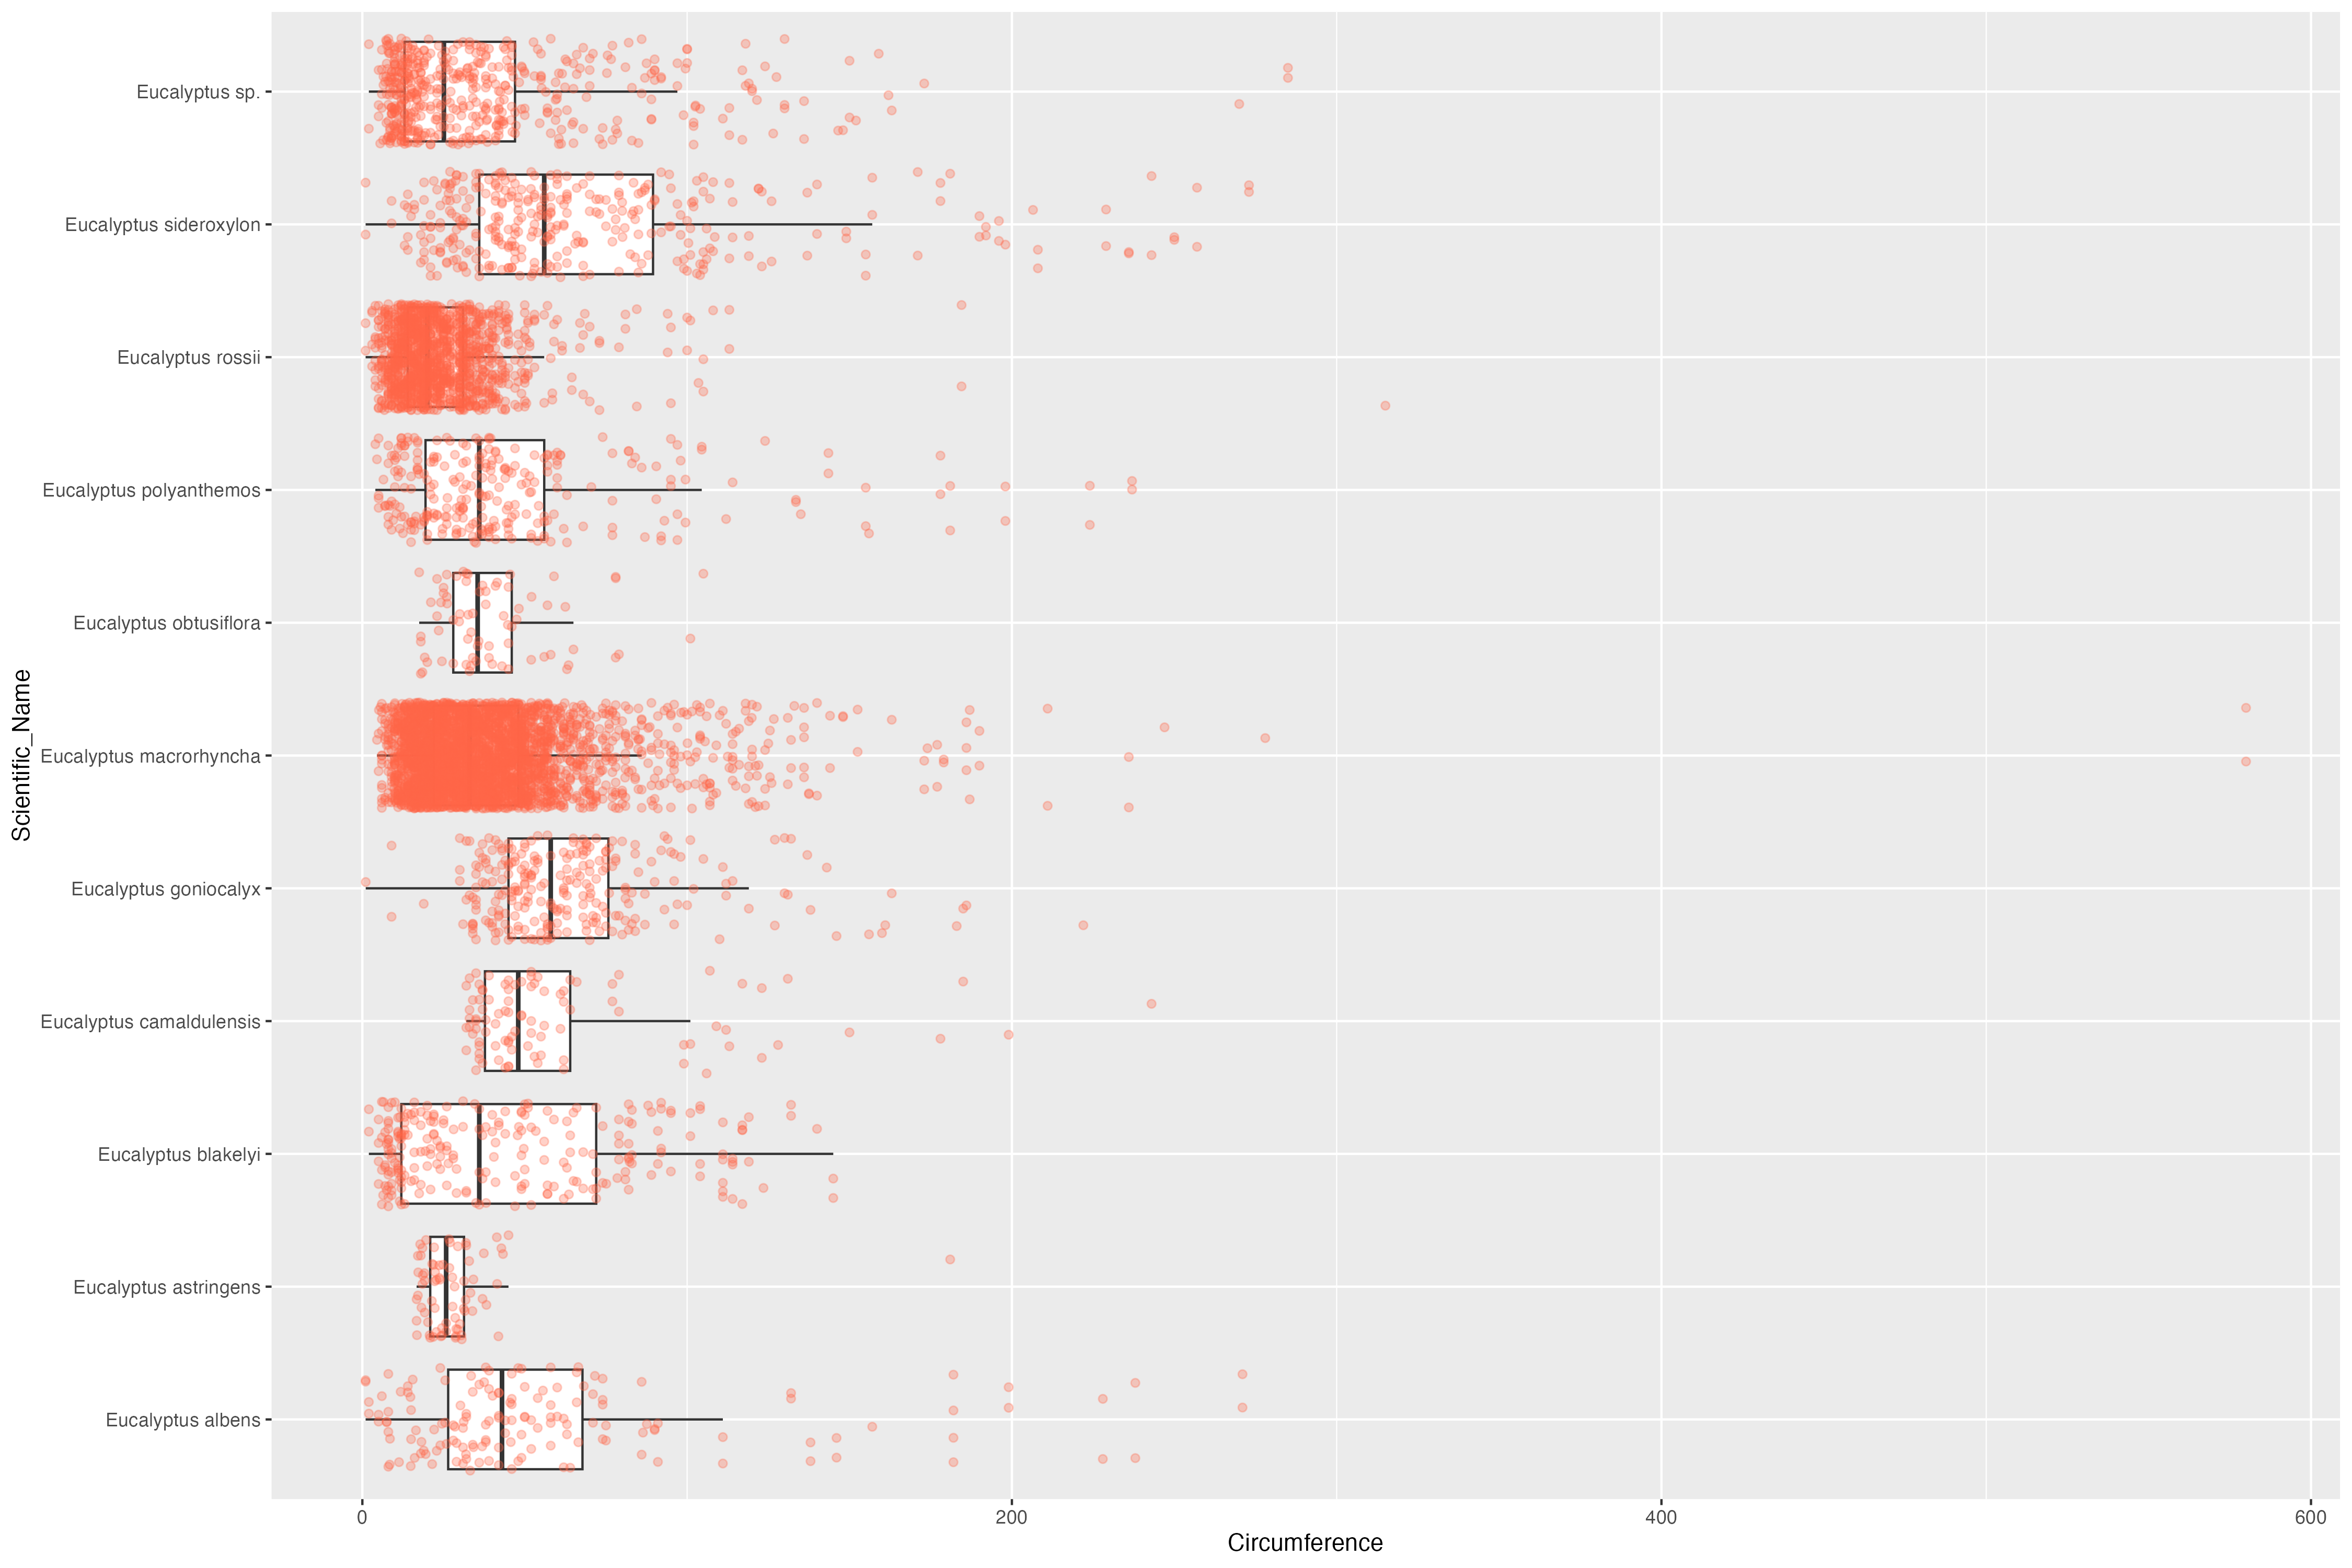 Scientific_Name
Eucalyptus sp.
Eucalyptus sideroxylon
Eucalyptus rossii
Eucalyptus polyanthemos
Eucalyptus obtusiflora
Eucalyptus macrorhyncha
Eucalyptus goniocalyx
Eucalyptus camaldulensis
Eucalyptus blakelyi
Eucalyptus astringens
Eucalyptus albens
0 200 400 600
Circumference